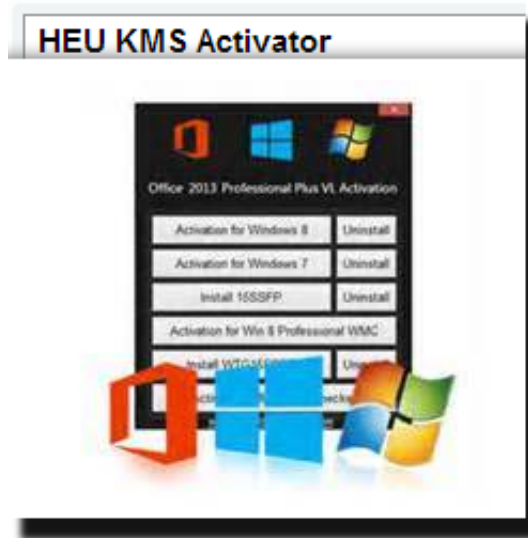 HEU KMS Activator
Office 2013 Professional Plus VL Activation
Activation for Windows 8 Uninstall
Activation for Windows 7 Uninstall
Install 15SSFP Uninstall
Activation for Win 8 Professional WMC
Install